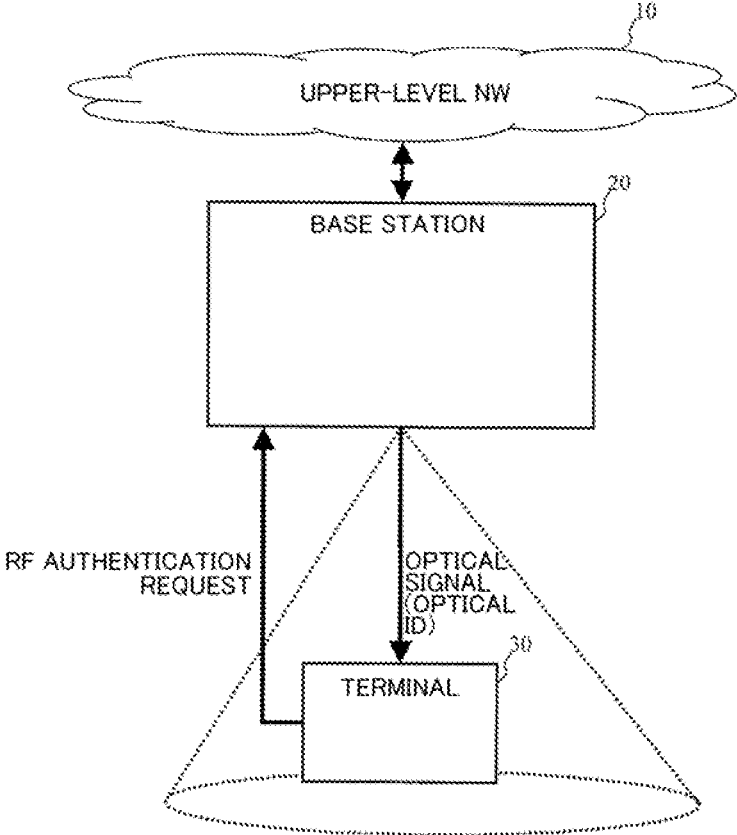 10
UPPER-LEVEL NW
20
BASE STATION
RF AUTHENTICATION
REQUEST
OPTICAL
SIGNAL
(OPTICAL
ID)
30
TERMINAL